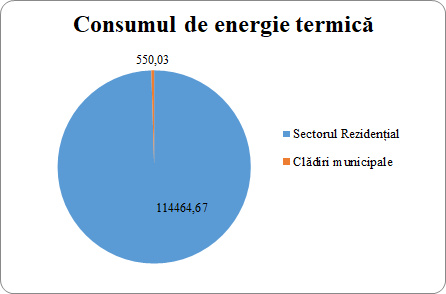 Consumul de energie termică
550,03
Sectorul Rezidențial
Clădiri municipale
114464,67